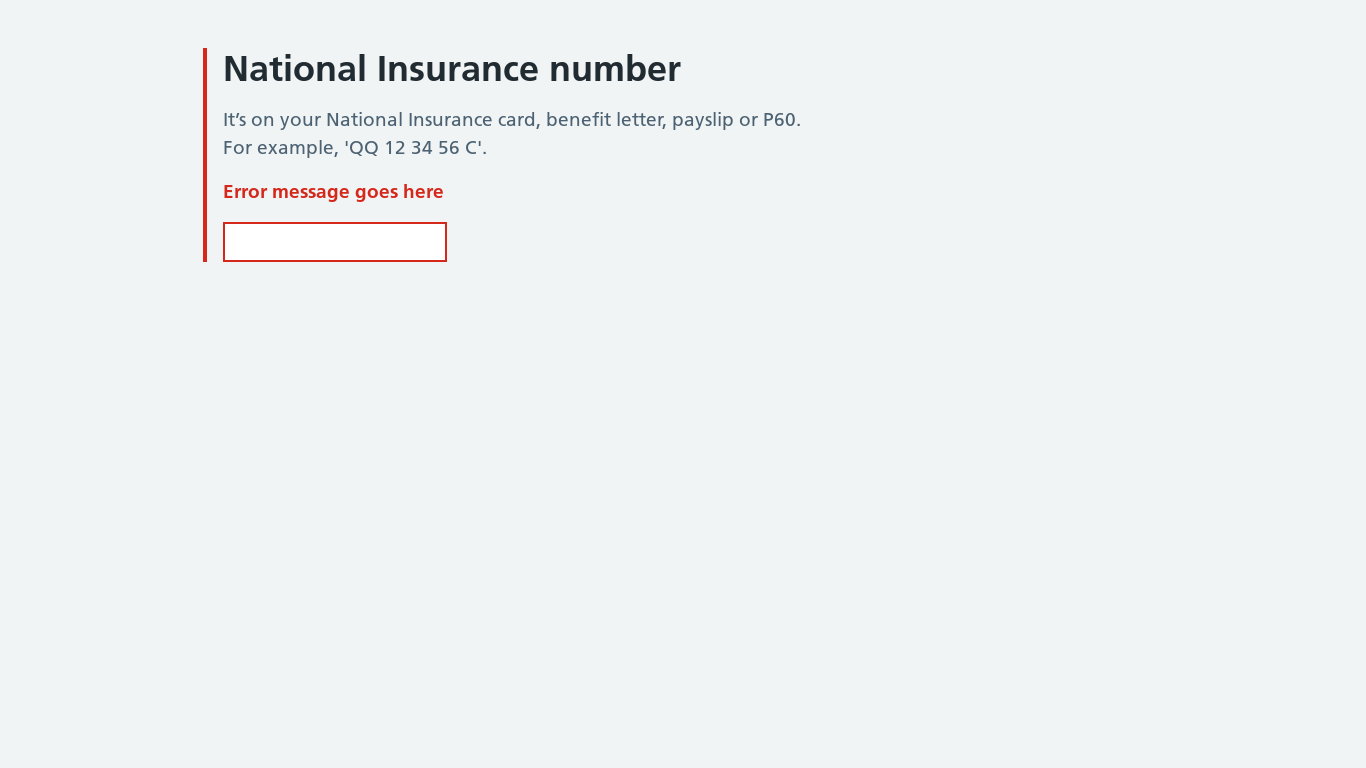 National Insurance number
It’s on your National Insurance card, benefit letter, payslip or P60.
For example, 'QQ 12 34 56 C'.
Error message goes here